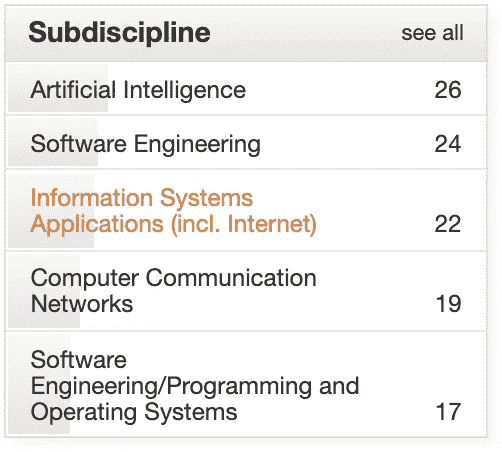 Subdiscipline see all
Artificial Intelligence 26
Software Engineering 24
Information Systems
Applications (incl. Internet) 22
Computer Communication
Networks 19
Software
Engineering/Programming and
Operating Systems 17